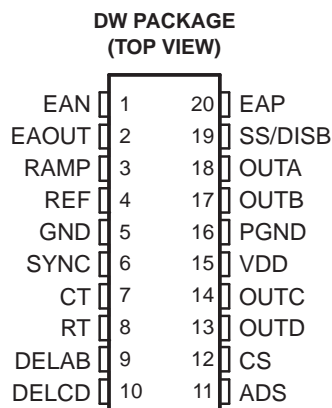 DW PACKAGE
(TOP VIEW)
EAN 1 20 EAP
EAOUT 2 19 SS/DISB
RAMP 3 18 OUTA
REF 4 17 OUTB
GND 5 16 PGND
SYNC 6 15 VDD
CT 7 14 OUTC
RT 8 13 OUTD
DELAB 9 12 CS
DELCD 10 11 ADS